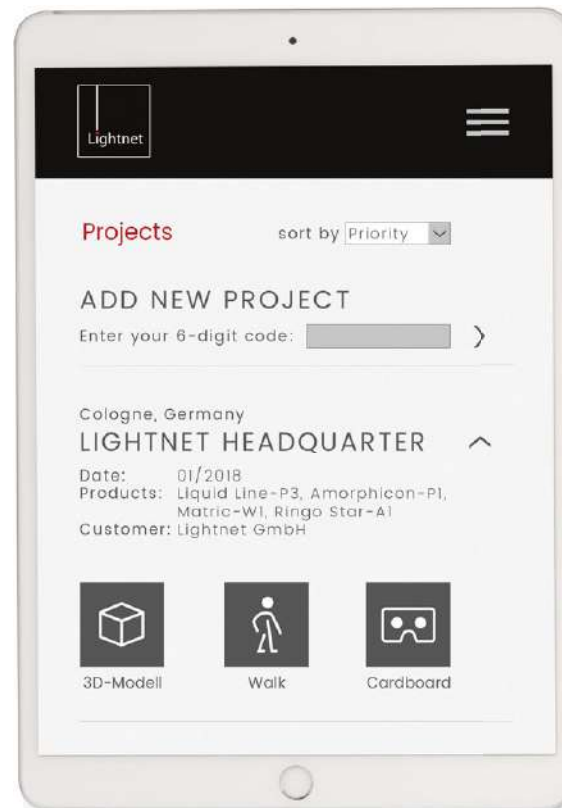 Lightnet
Projects
sort by Priority
ADD NEW PROJECT
Enter your 6-digit code:
Cologne, Germany
LIGHTNET HEADQUARTER
Date: 01/2018
Products: Liquid Line-P3, Amorphicon-P1,
Matric-W1, Ringo Star-A1
Customer: Lightnet GmbH
3D-Modell Walk Cardboard